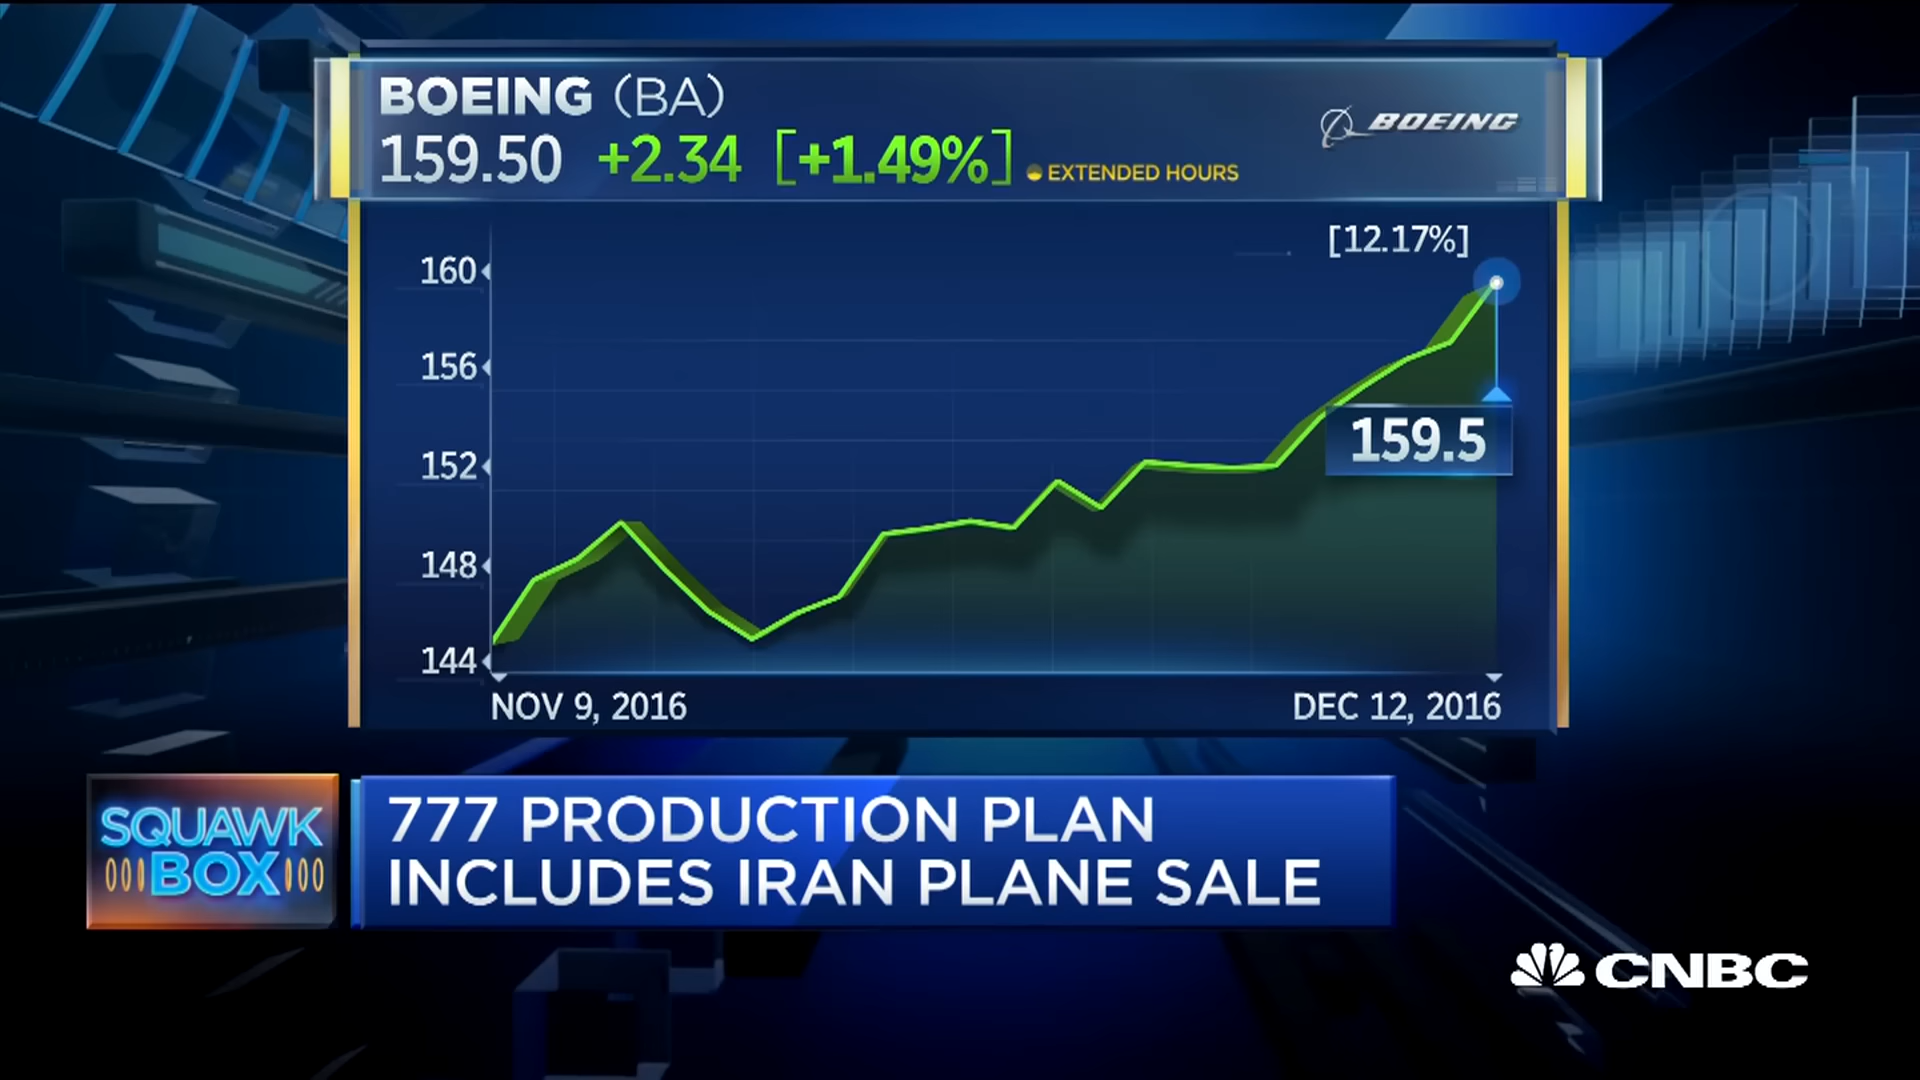 BOEING (BA)
159.50 +2.34 [+1.49%] EXTENDED HOURS
BOEING
[12.17%]
160
156
152
148
144
159.5
NOV 9, 2016 DEC 12, 2016
SQUAWK
BOX
777 PRODUCTION PLAN
INCLUDES IRAN PLANE SALE
CNBC